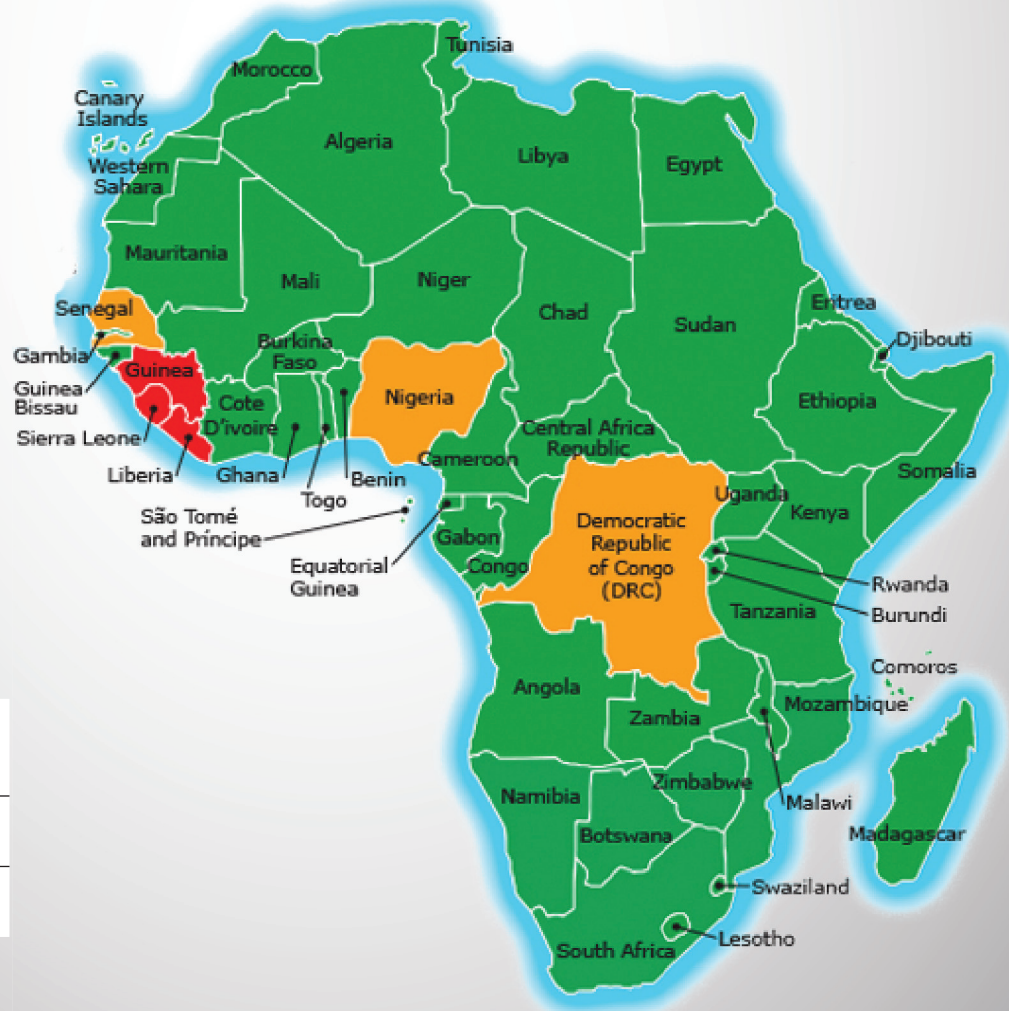 Tunisia
Morocco
Canary
Islands
Algeria
Libya
Egypt
Western
Sahara
Mauritania
Mali
Niger
Chad
Sudan
Eritrea
Senegal
Djibouti
Gambia
Guinea
Burkina
Faso
Guinea
Bissau
Nigeria
Ethiopia
Cote
D'ivoire
Sierra Leone
Central Africa
Republic
Cameroon
Somalia
Liberia
Ghana
Benin
Togo
Uganda
Kenya
São Tomé
and Príncipe
Democratic
Republic
of Congo
(DRC)
Gabon
Equatorial
Guinea
Congo
Rwanda
Burundi
Tanzania
Comoros
Angola
Mozambique
Zambia
Zimbabwe
Namibia
Malawi
Botswana
Madagascar
Swaziland
Lesotho
South Africa